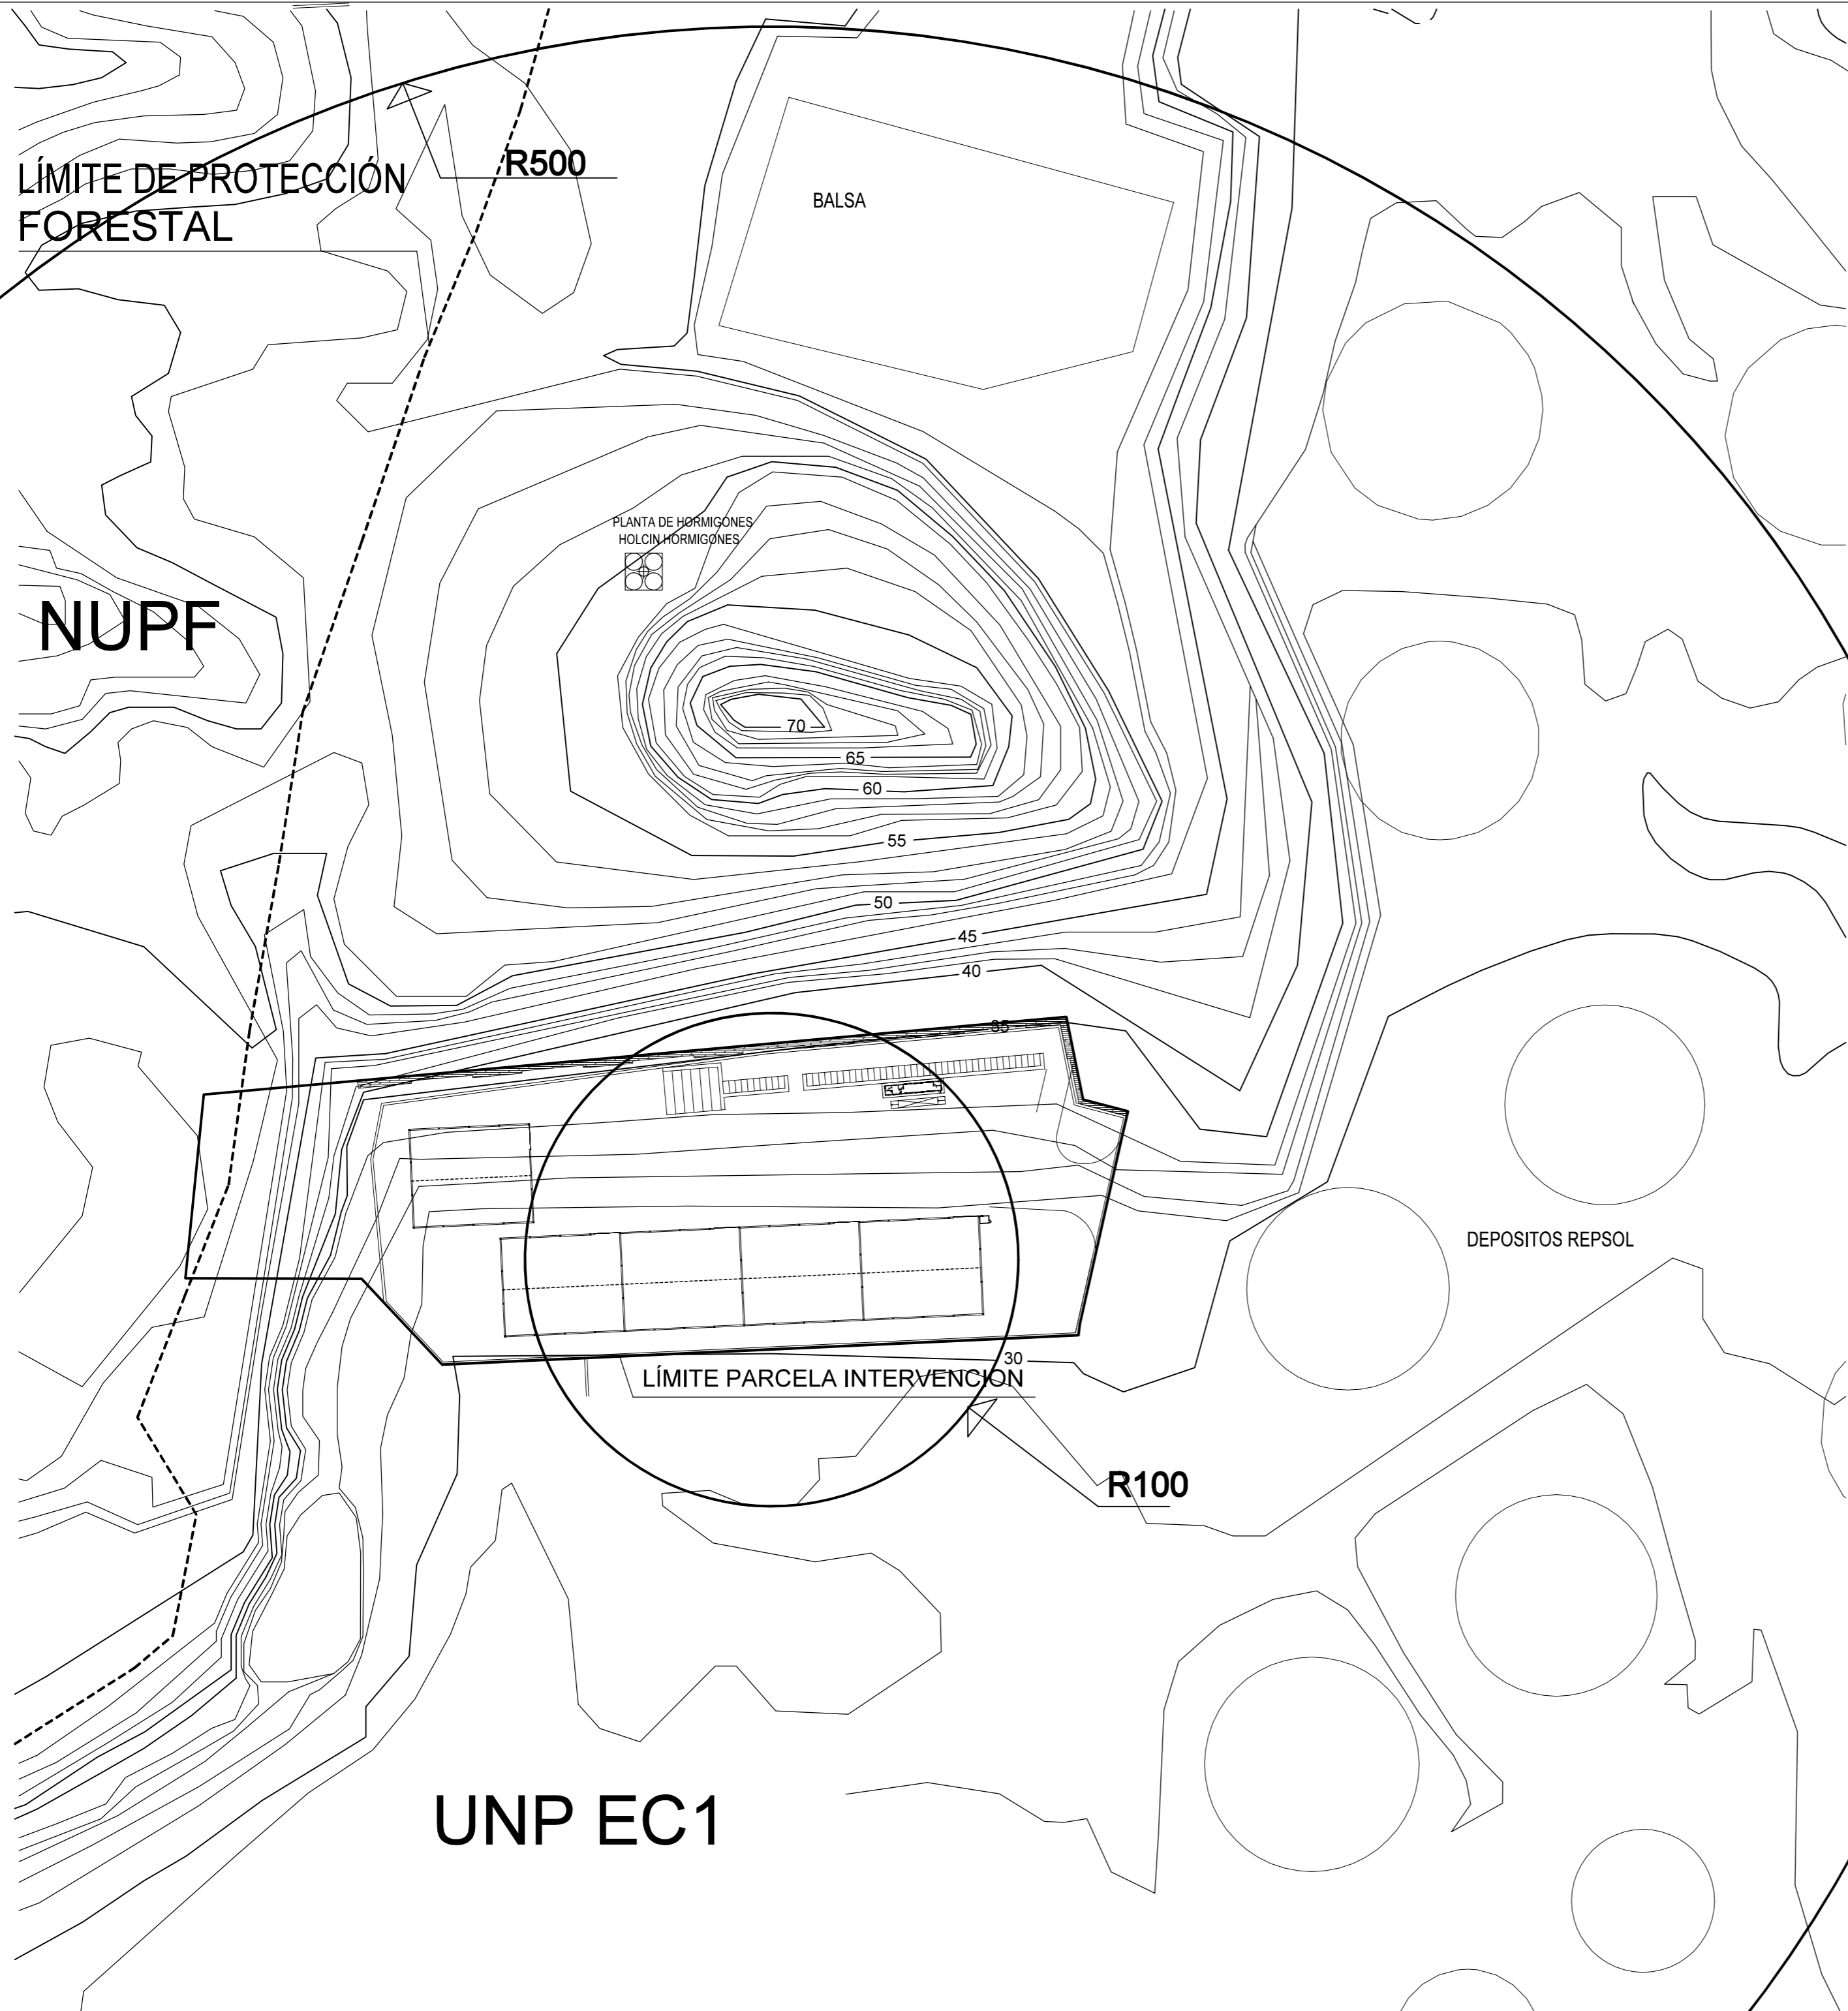 R500
LÍMITE DE PROTECCIÓN
FORESTAL
BALSA
PLANTA DE HORMIGONES
HOLCIN HORMIGONES
NUPF
70
65
60
55
50
45
40
35
DEPOSITOS REPSOL
30
LÍMITE PARCELA INTERVENCIÓN
R100
UNP EC1